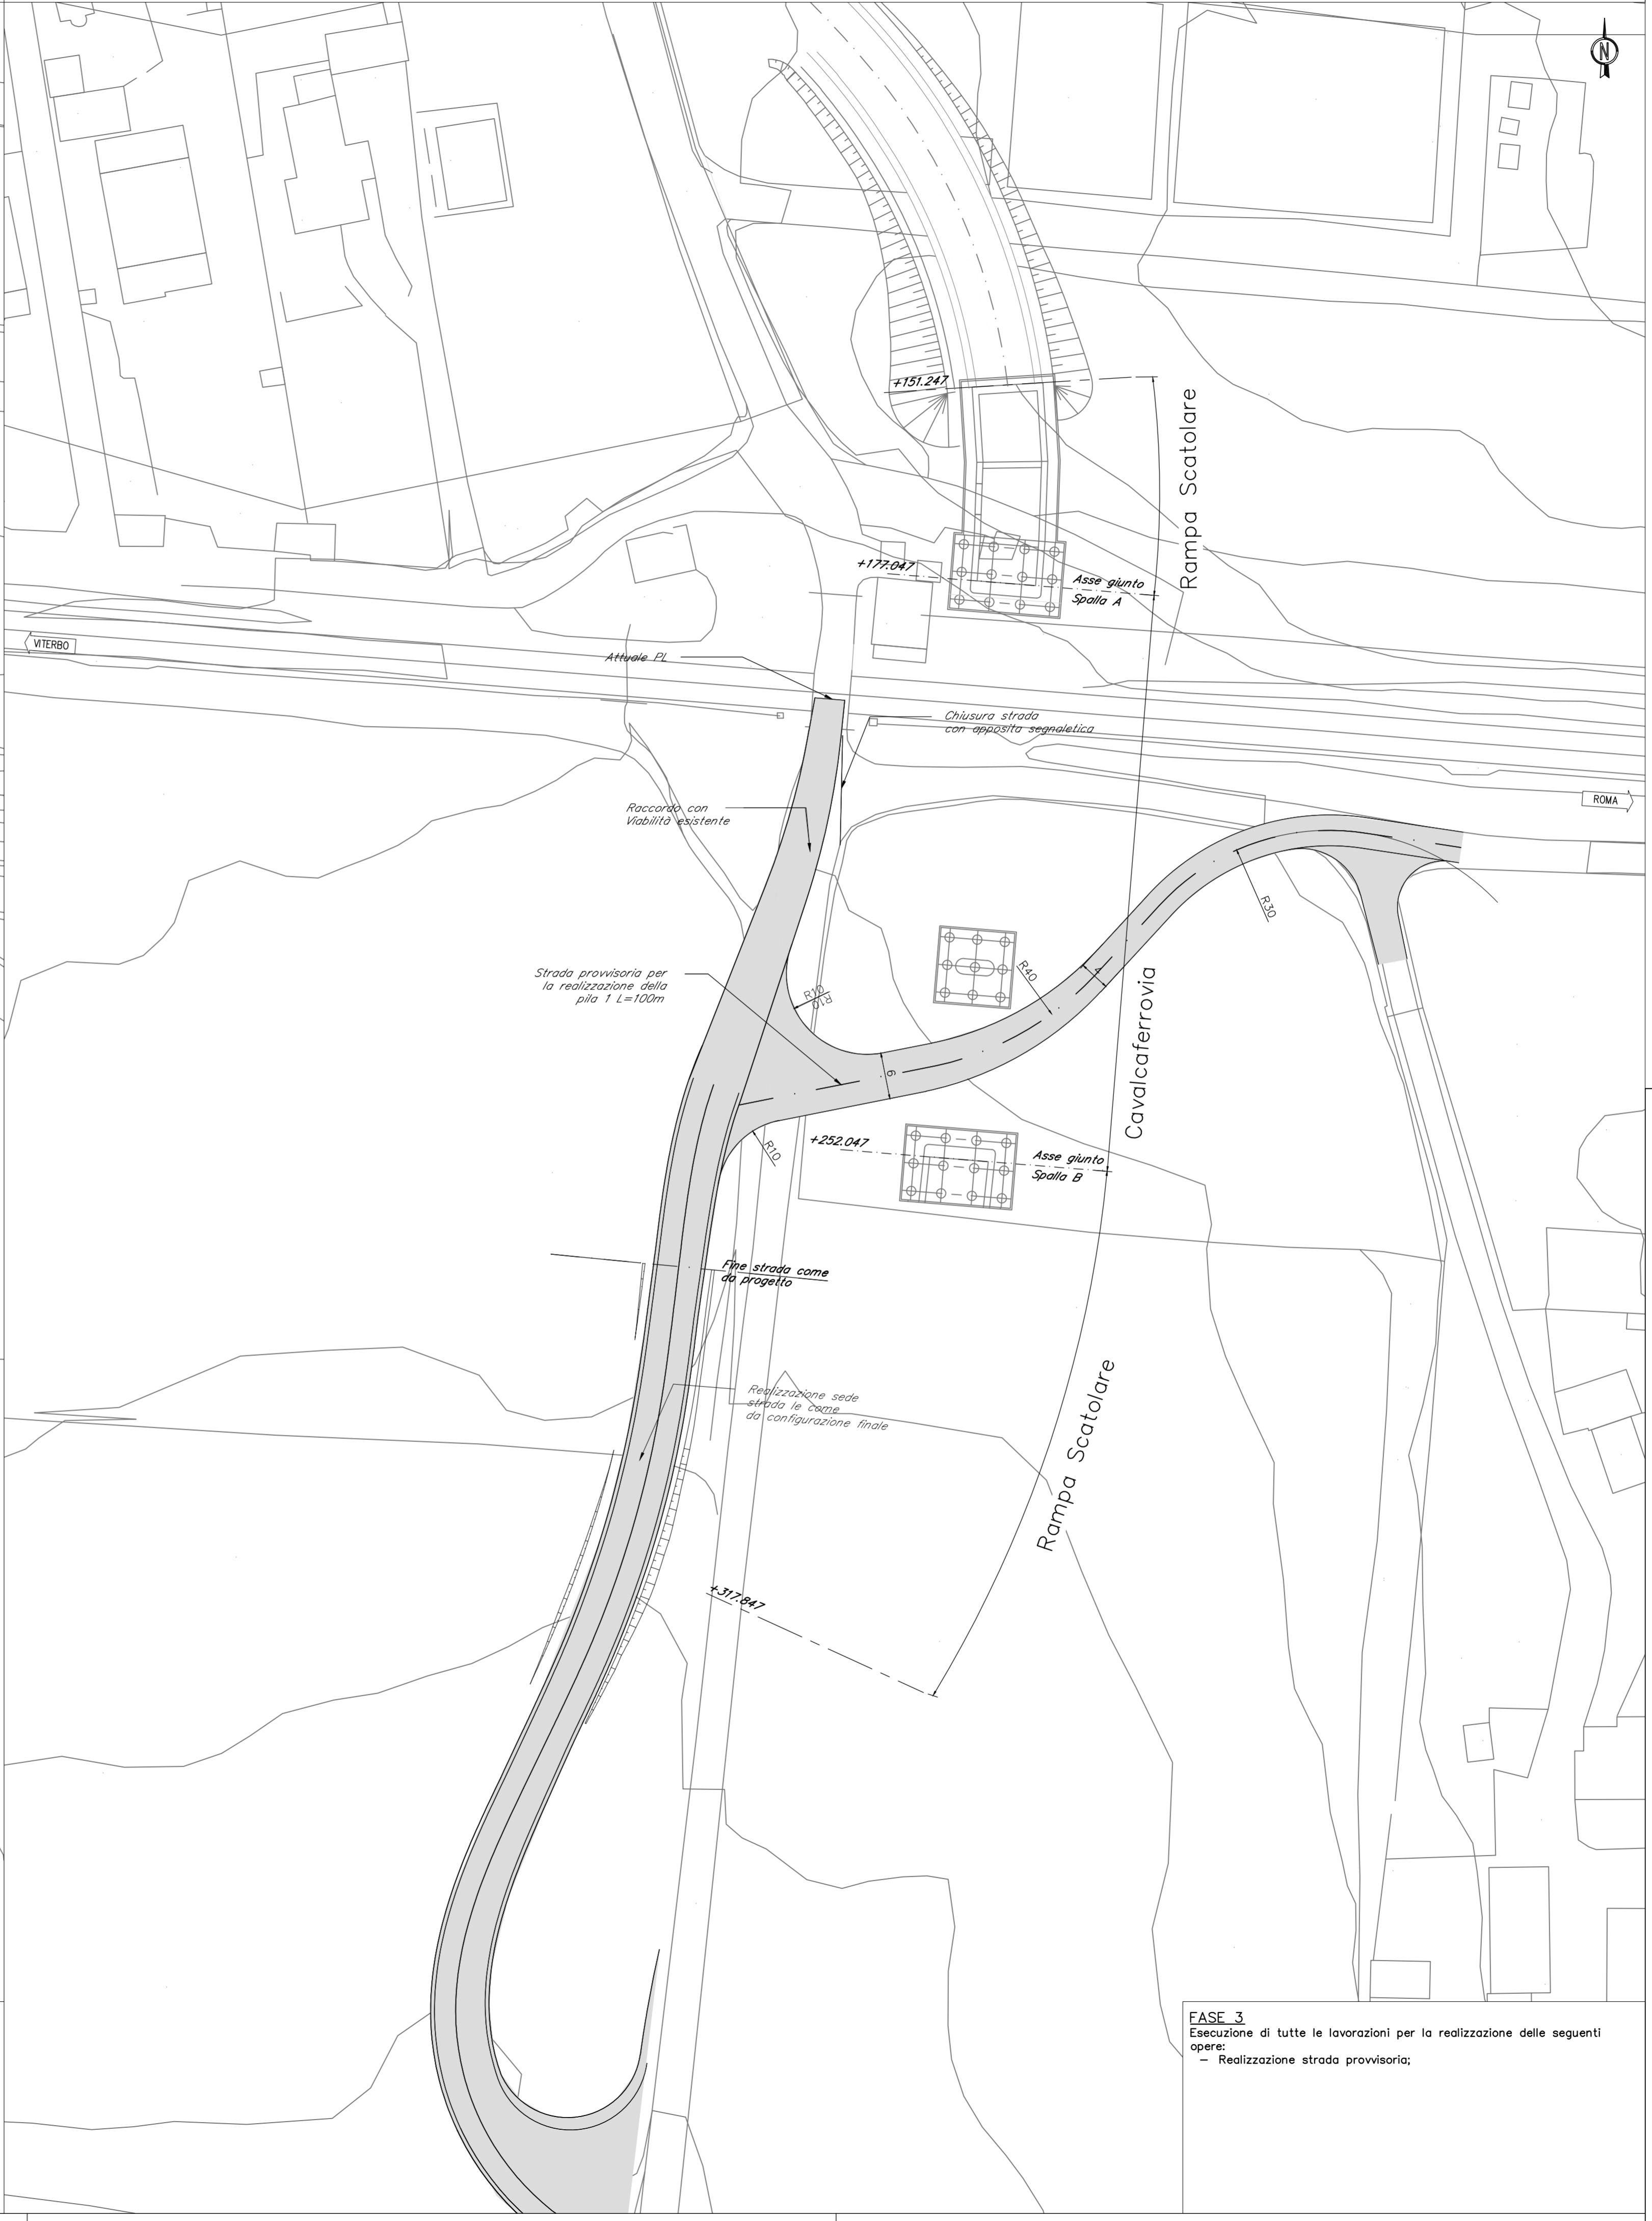 N
+151.247
Rampa Scatolare
+177.047
Asse giunto
Spalla A
VITERBO
Attuale PL
Chiusura strada
con apposita segnaletica
ROMA
Raccordo con
Viabilità esistente
R30
Strada provvisoria per
la realizzazione della
pila 1 L=100m
R10
R10
R40
4
Cavalcaferrovia
6
R10
+252.047
Asse giunto
Spalla B
Fine strada come
da progetto
Realizzazione sede
strada le come
da configurazione finale
Rampa Scatolare
+317.847
FASE 3
Esecuzione di tutte le lavorazioni per la realizzazione delle seguenti
opere:
– Realizzazione strada provvisoria;